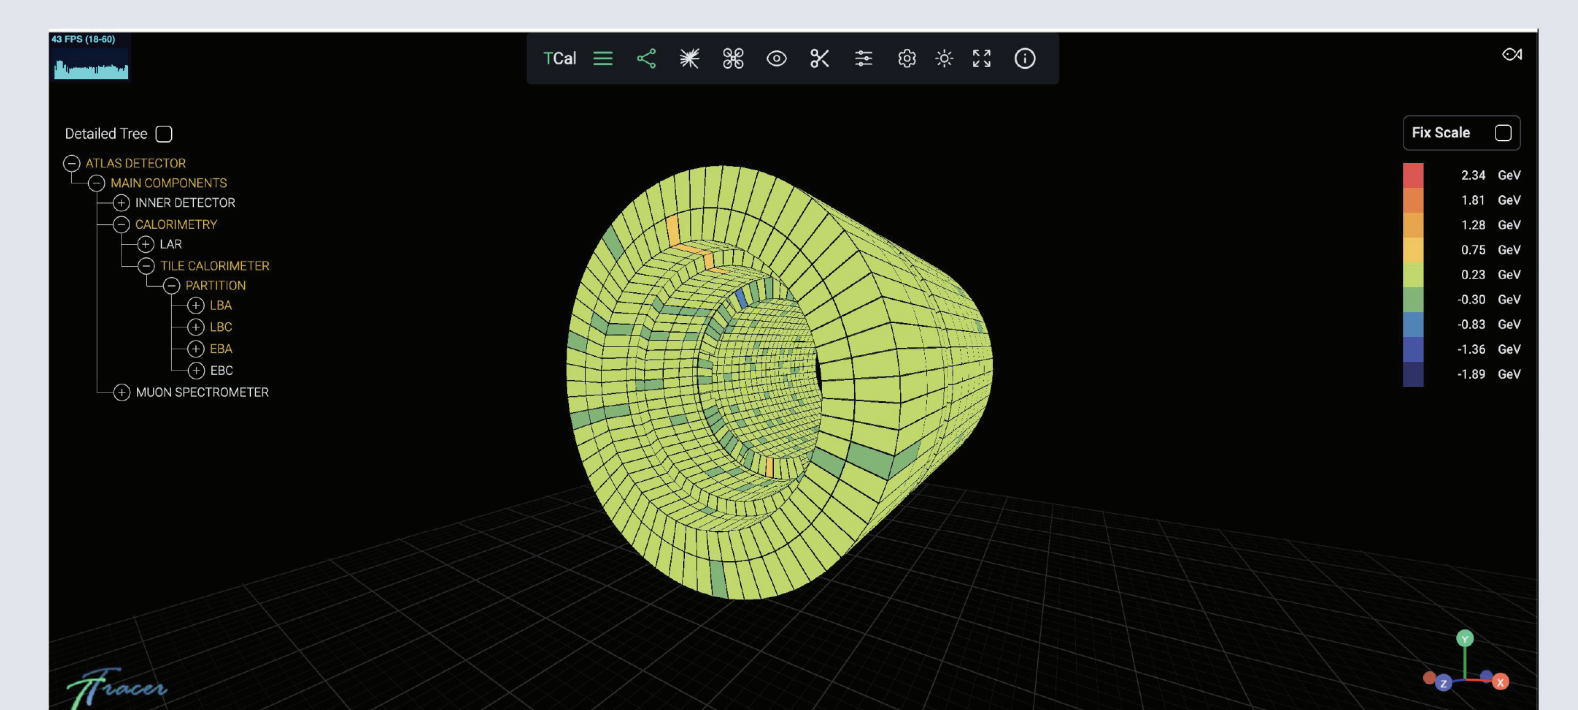 43 FPS (18-60)
TCal
Detailed Tree
ATLAS DETECTOR
MAIN COMPONENTS
INNER DETECTOR
CALORIMETRY
LAR
TILE CALORIMETER
PARTITION
LBA
LBC
EBA
EBC
MUON SPECTROMETER
Fix Scale
2.34 GeV
1.81 GeV
1.28 GeV
0.75 GeV
0.23 GeV
-0.30 GeV
-0.83 GeV
-1.36 GeV
-1.89 GeV
Y
Z
X
Tracer